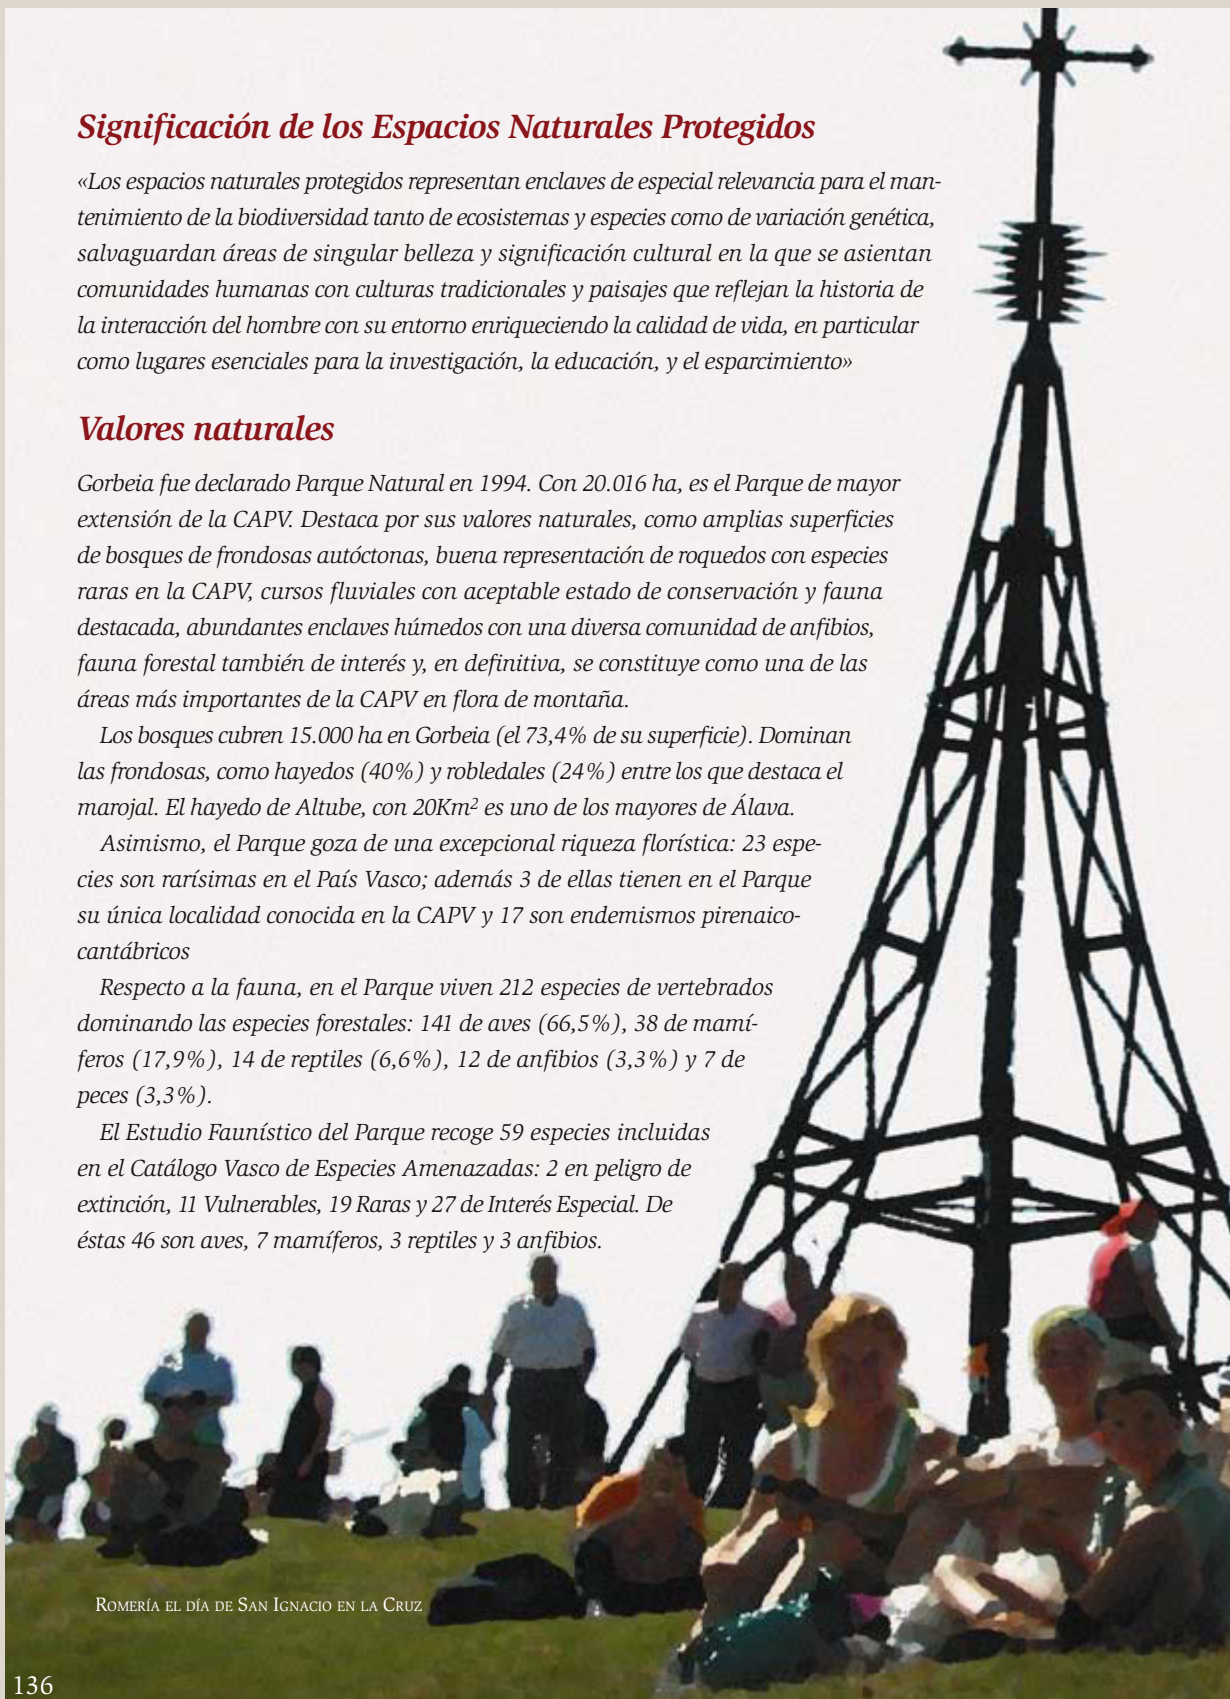 Significación de los Espacios Naturales Protegidos
«Los espacios naturales protegidos representan enclaves de especial relevancia para el man-
tenimiento de la biodiversidad tanto de ecosistemas y especies como de variación genética,
salvaguardan áreas de singular belleza y significación cultural en la que se asientan
comunidades humanas con culturas tradicionales y paisajes que reflejan la historia de
la interacción del hombre con su entorno enriqueciendo la calidad de vida, en particular
como lugares esenciales para la investigación, la educación, y el esparcimiento»
Valores naturales
Gorbeia fue declarado Parque Natural en 1994. Con 20.016 ha, es el Parque de mayor
extensión de la CAPV. Destaca por sus valores naturales, como amplias superficies
de bosques de frondosas autóctonas, buena representación de roquedos con especies
raras en la CAPV, cursos fluviales con aceptable estado de conservación y fauna
destacada, abundantes enclaves húmedos con una diversa comunidad de anfibios,
fauna forestal también de interés y, en definitiva, se constituye como una de las
áreas más importantes de la CAPV en flora de montaña.
Los bosques cubren 15.000 ha en Gorbeia (el 73,4% de su superficie). Dominan
las frondosas, como hayedos (40%) y robledales (24%) entre los que destaca el
marojal. El hayedo de Altube, con 20Km² es uno de los mayores de Álava.
Asimismo, el Parque goza de una excepcional riqueza florística: 23 espe-
cies son rarísimas en el País Vasco; además 3 de ellas tienen en el Parque
su única localidad conocida en la CAPV y 17 son endemismos pirenaico-
cantábricos
Respecto a la fauna, en el Parque viven 212 especies de vertebrados
dominando las especies forestales: 141 de aves (66,5%), 38 de mamí-
feros (17,9%), 14 de reptiles (6,6%), 12 de anfibios (3,3%) y 7 de
peces (3,3%).
El Estudio Faunístico del Parque recoge 59 especies incluidas
en el Catálogo Vasco de Especies Amenazadas: 2 en peligro de
extinción, 11 Vulnerables, 19 Raras y 27 de Interés Especial. De
éstas 46 son aves, 7 mamíferos, 3 reptiles y 3 anfibios.
Romería el día de San Ignacio en la Cruz
136